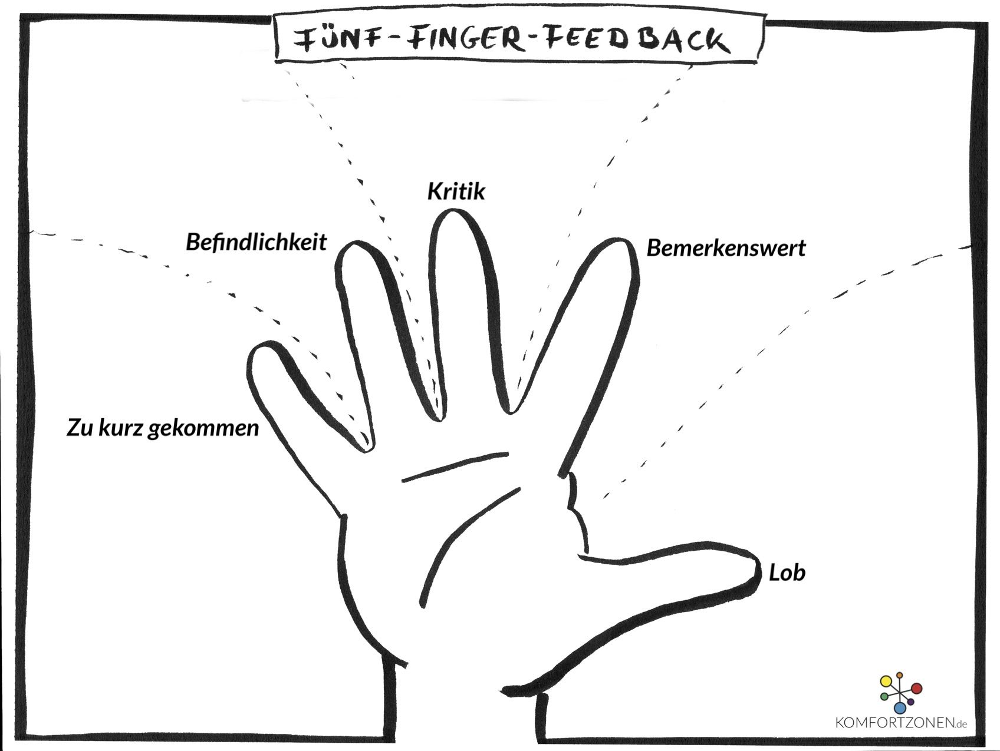 FÜNF-FINGER-FEEDBACK
Kritik
Befindlichkeit
Bemerkenswert
Zu kurz gekommen
Lob
KOMFORTZONEN.de